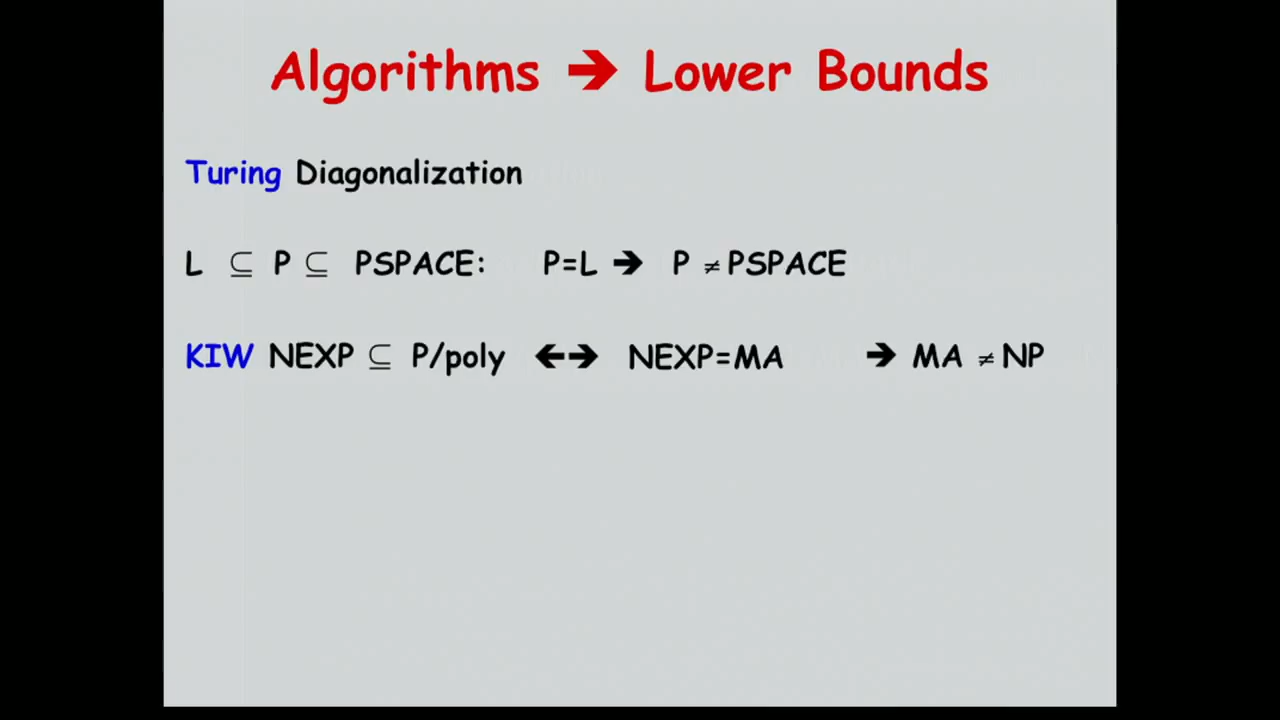 Algorithms ➔ Lower Bounds
Turing Diagonalization
L ⊆ P ⊆ PSPACE: P=L ➔ P ≠ PSPACE
KIW NEXP ⊆ P/poly 🡨➔ NEXP=MA ➔ MA ≠ NP